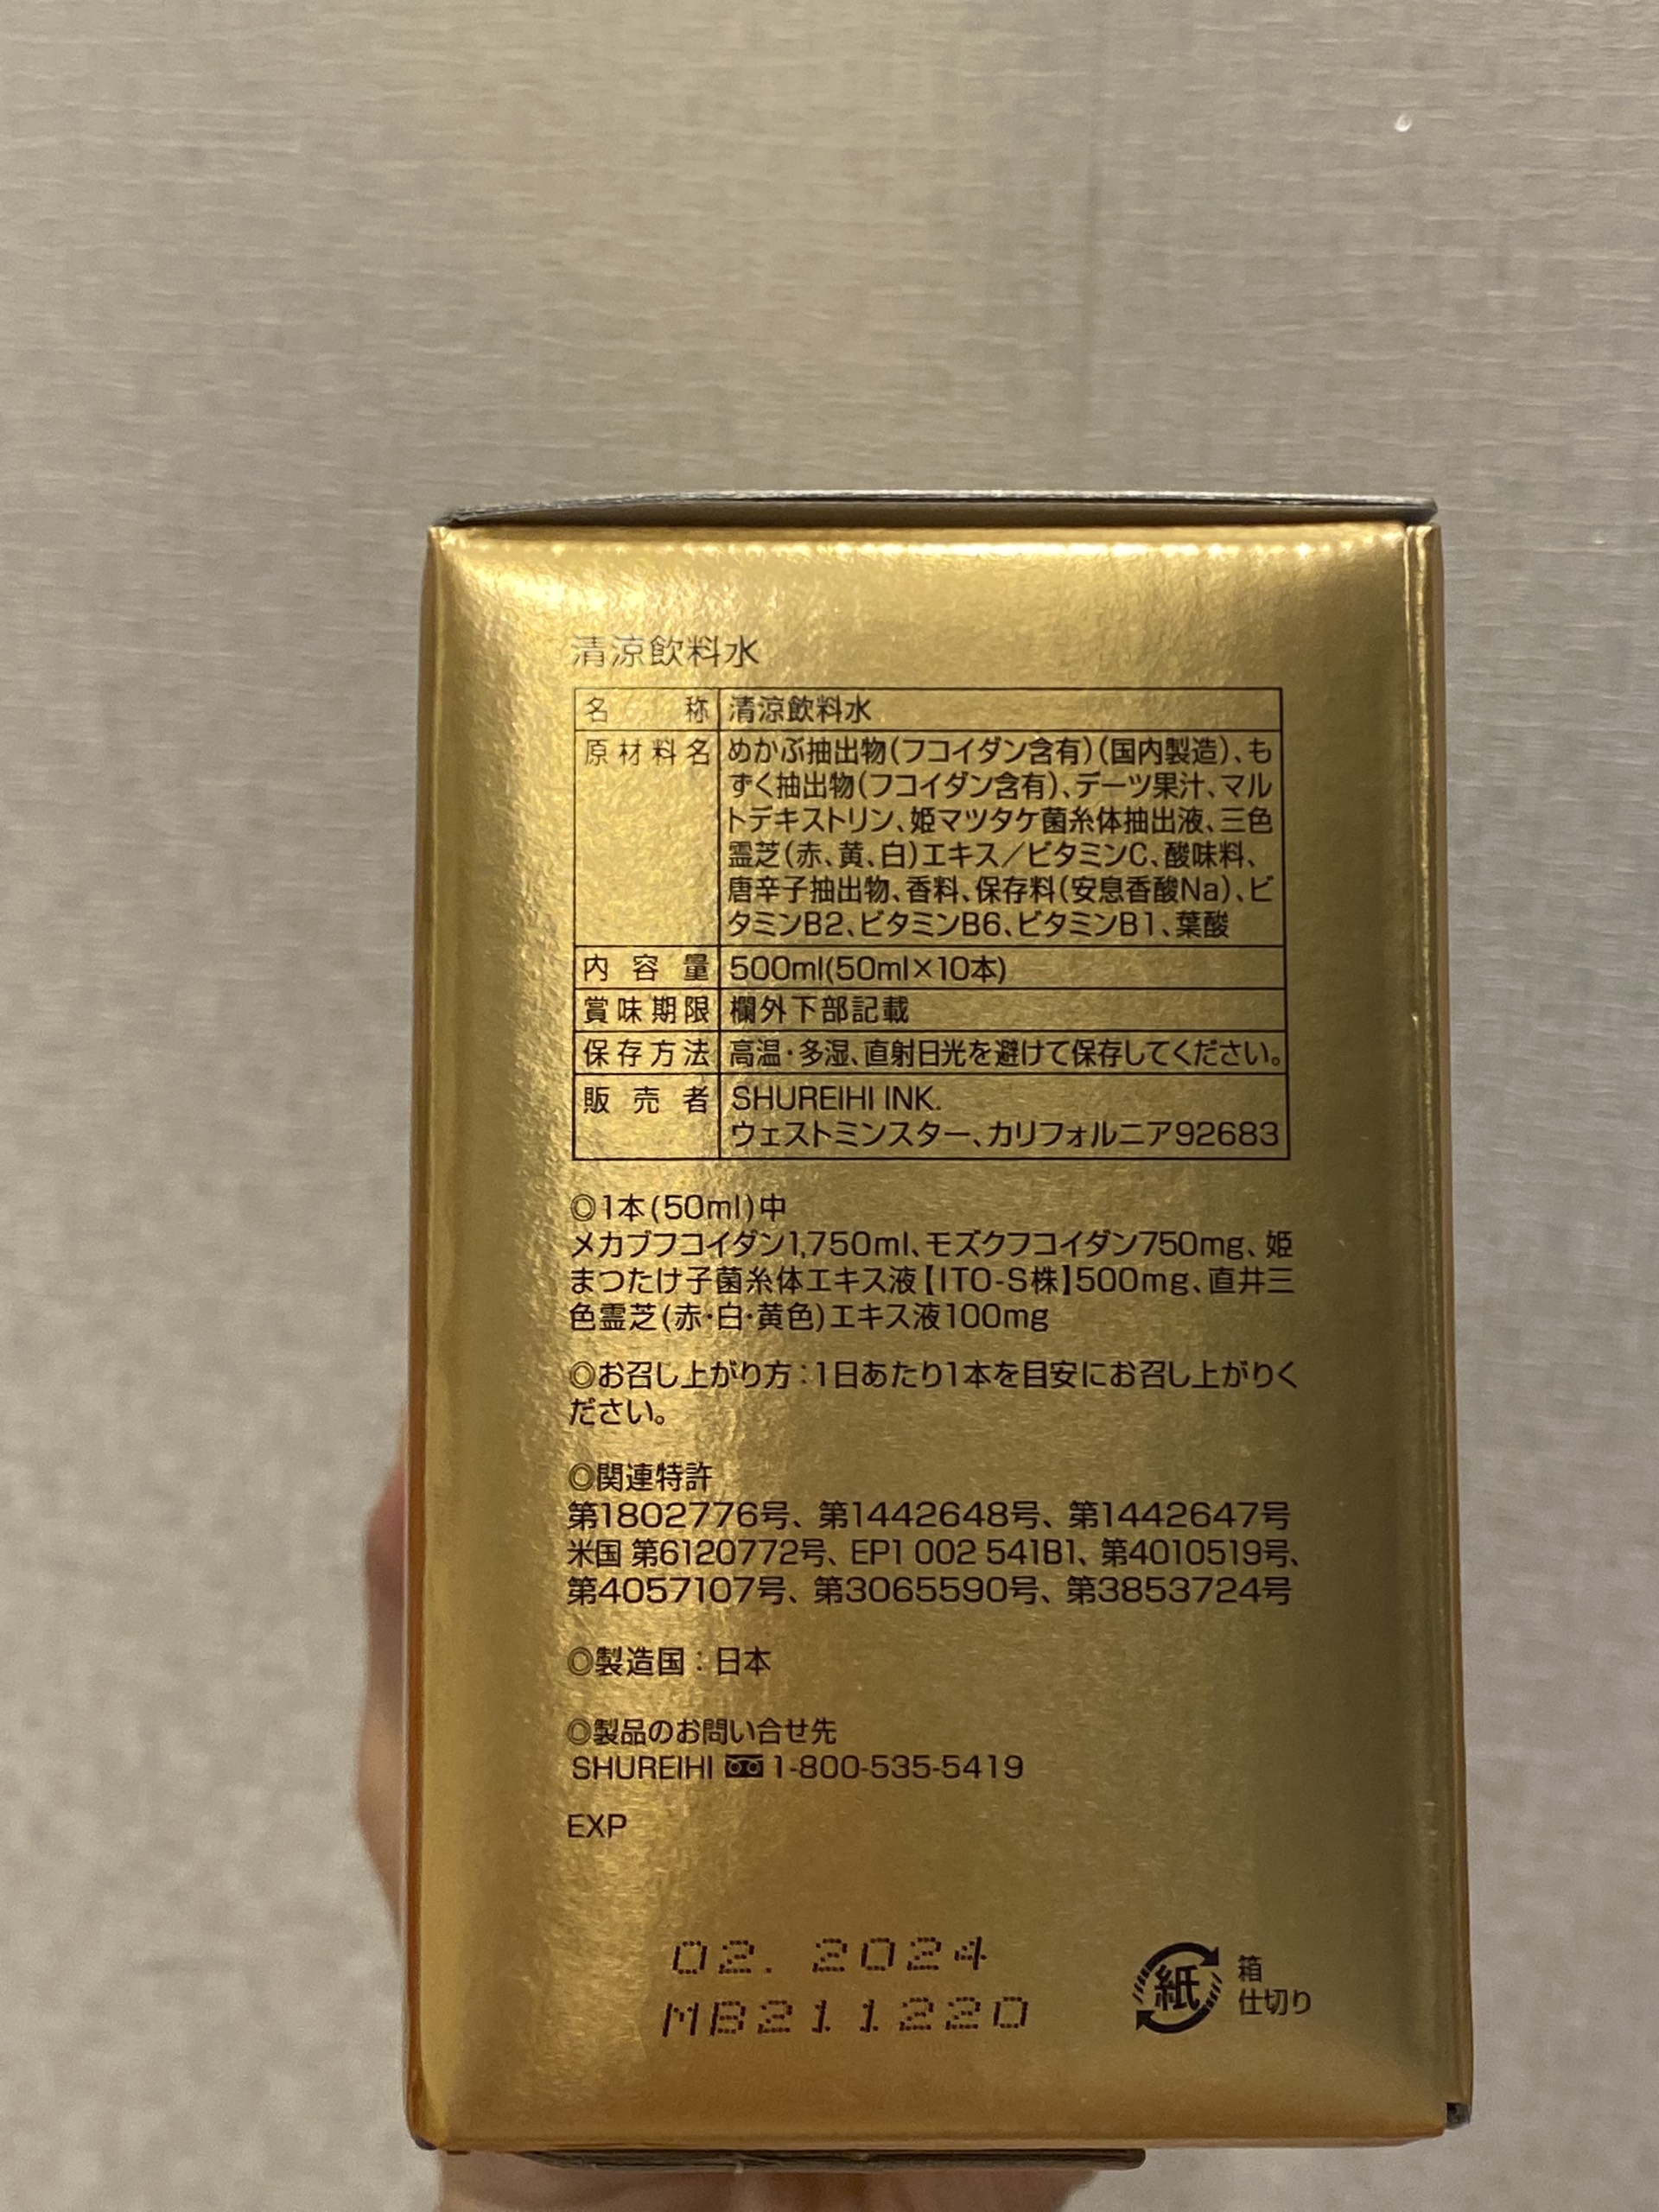 清涼飲料水
名称 清涼飲料水
原材料名 めかぶ抽出物(フコイダン含有)(国内製造)、も
ずく抽出物(フコイダン含有)、デーツ果汁、マル
トデキストリン、姫マツタケ菌糸体抽出液、三色
霊芝(赤、黄、白)エキス/ビタミンC、酸味料、
唐辛子抽出物、香料、保存料(安息香酸Na)、ビ
タミンB2、ビタミンB6、ビタミンB1、葉酸
内容量 500ml(50ml×10本)
賞味期限 欄外下部記載
保存方法 高温・多湿、直射日光を避けて保存してください。
販売者 SHUREIHI INK.
ウェストミンスター、カリフォルニア92683
◎1本(50ml)中
メカブフコイダン1,750ml、モズクフコイダン750mg、姫
まつたけ子菌糸体エキス液【ITO-S株】500mg、直井三
色霊芝(赤・白・黄色)エキス液100mg
◎お召し上がり方:1日あたり1本を目安にお召し上がりく
ださい。
◎関連特許
第1802776号、第1442648号、第1442647号
米国 第6120772号、EP1 002 541B1、第4010519号、
第4057107号、第3065590号、第3853724号
◎製造国:日本
◎製品のお問い合せ先
SHUREIHI 1-800-535-5419
EXP
02. 2024
MB211220
紙 箱
仕切り